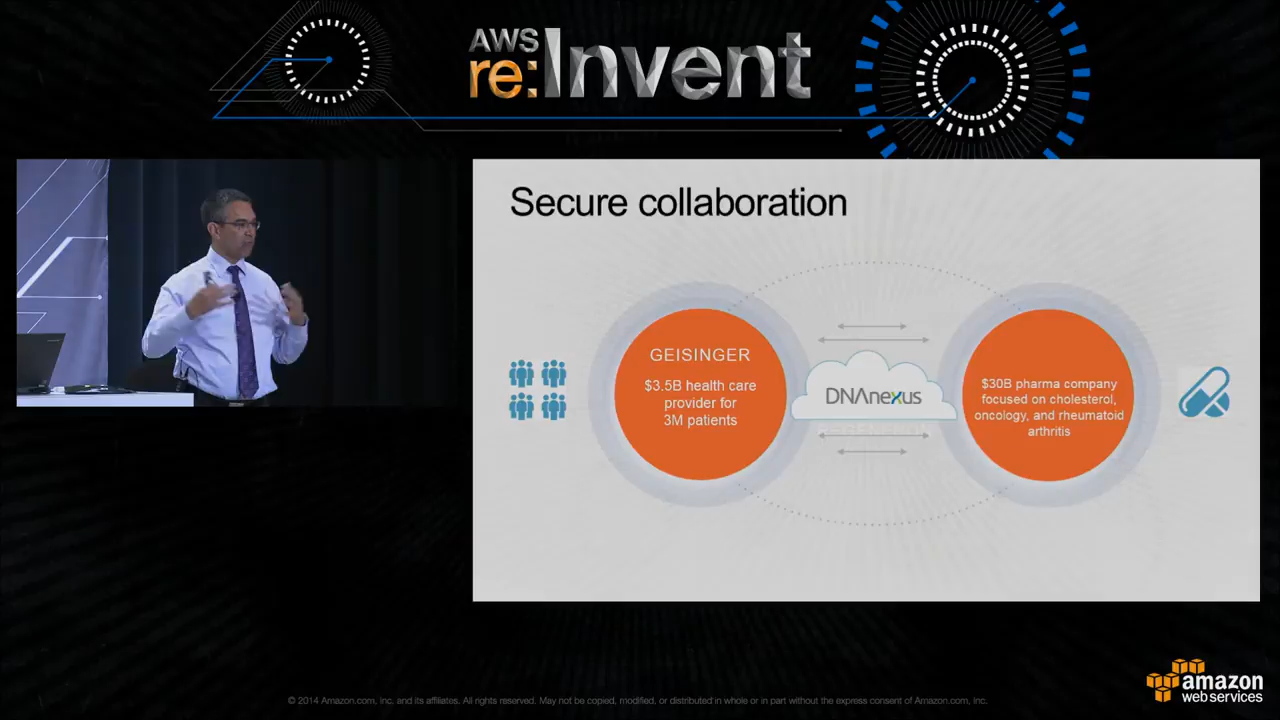 AWS
re:Invent
Secure collaboration
GEISINGER
$3.5B health care
provider for
3M patients
DNAnexus
$30B pharma company
focused on cholesterol,
oncology, and rheumatoid
arthritis
amazon
web services
© 2014 Amazon.com, Inc. and its affiliates. All rights reserved. May not be copied, modified, or distributed in whole or in part without the express consent of Amazon.com, Inc.